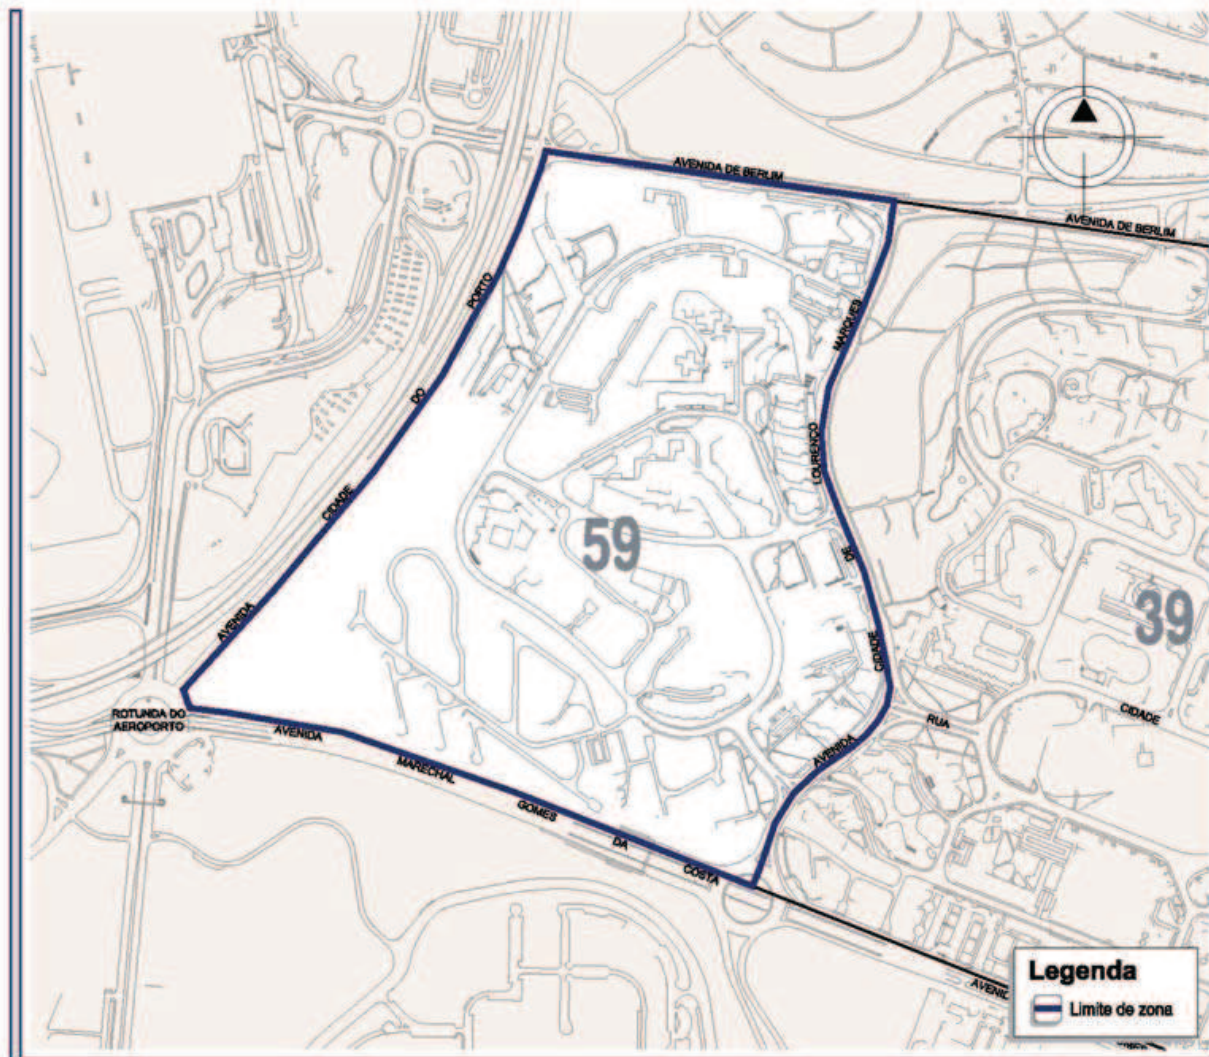 AVENIDA DE BERLIM
AVENIDA DE BERLIM
PORTO
DO
CIDADE
AVENIDA
MARQUES
LOURENÇO
DE
CIDADE
AVENIDA
59
39
ROTUNDA DO
AEROPORTO
AVENIDA
MARECHAL
GOMES
DA
COSTA
RUA
CIDADE
Legenda
Limite de zona